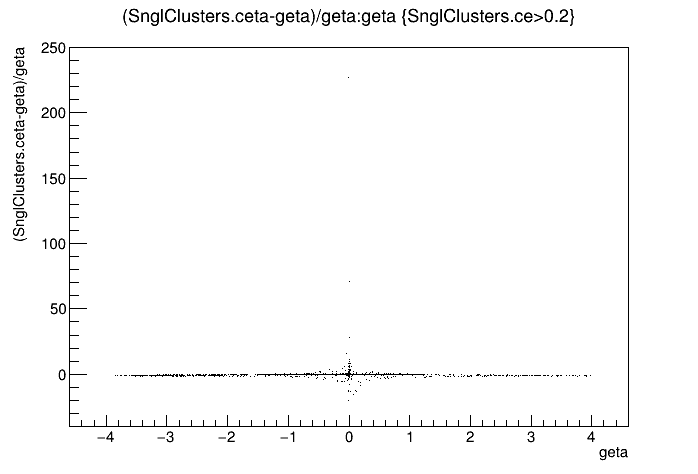 (SnglClusters.ceta-geta)/geta:geta {SnglClusters.ce>0.2}
(SnglClusters.ceta-geta)/geta
250
200
150
100
50
0
−4 −3 −2 −1 0 1 2 3 4
geta